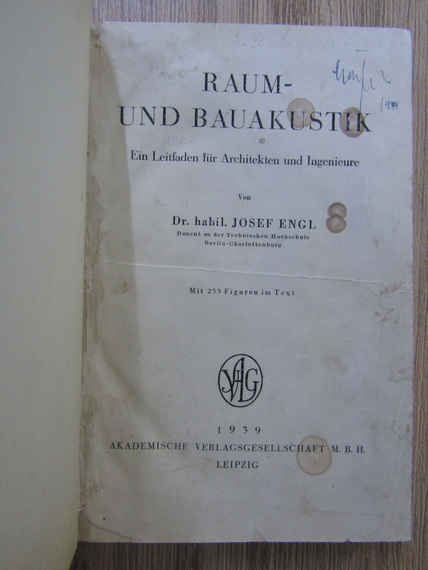 RAUM-
UND BAUAKUSTIK
Ein Leitfaden für Architekten und Ingenieure
Von
Dr. habil. JOSEF ENGL
Dozent an der Technischen Hochschule
Berlin-Charlottenburg
Mit 255 Figuren im Text
1939
AKADEMISCHE VERLAGSGESELLSCHAFT M. B. H.
LEIPZIG